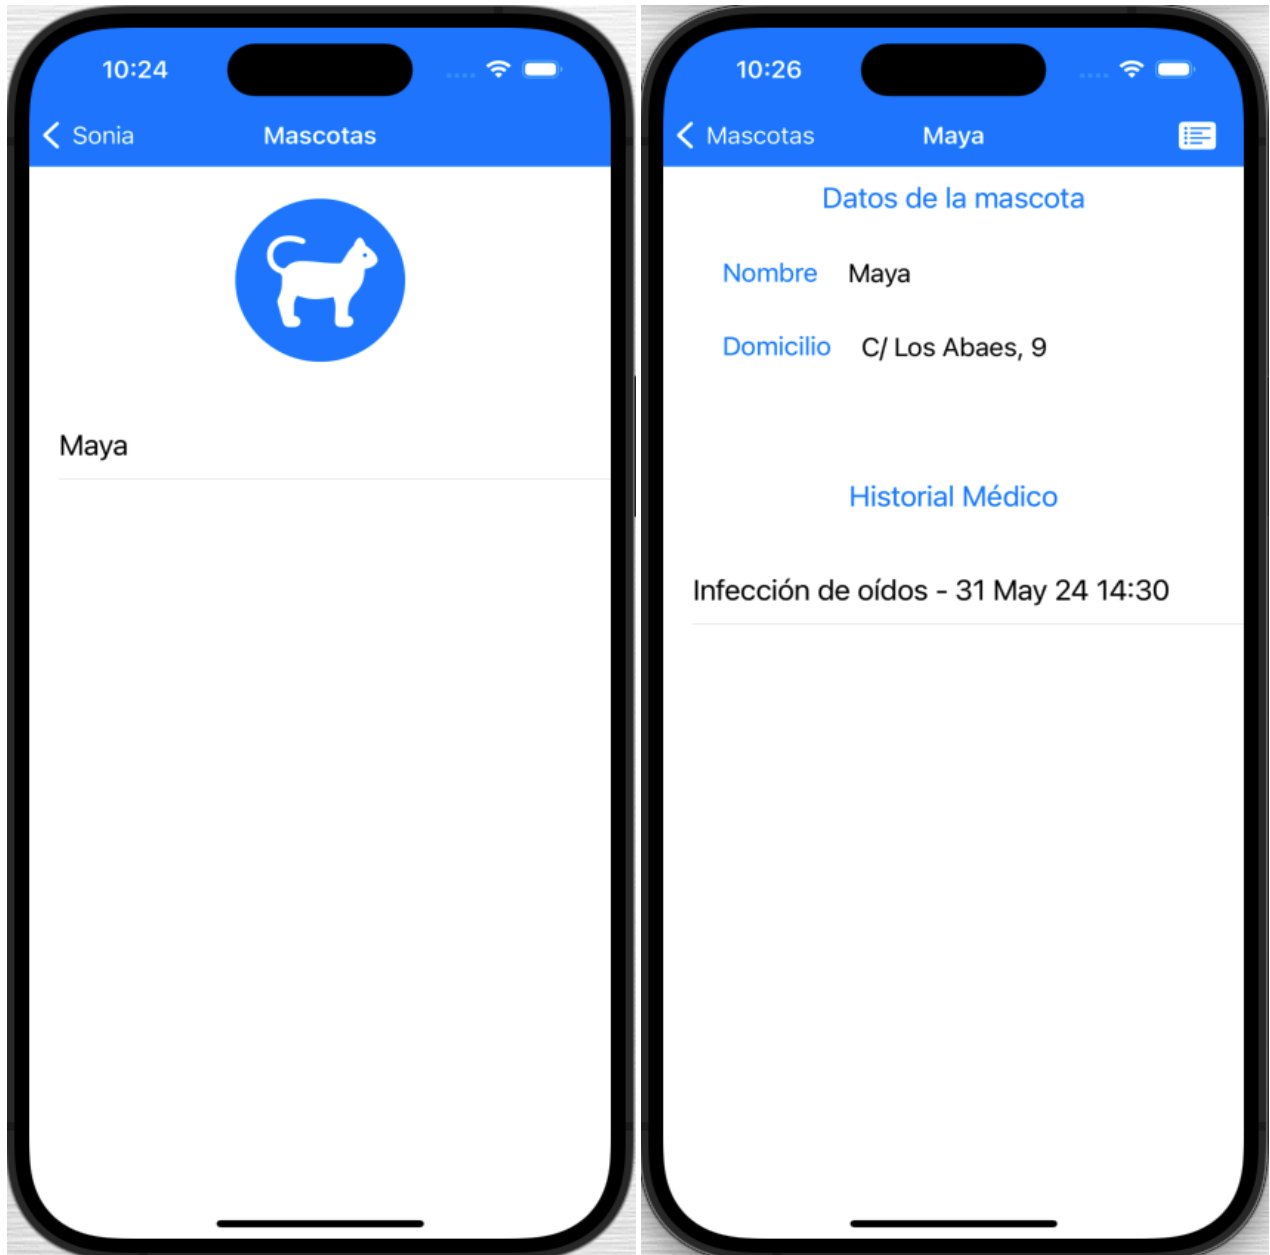 10:24
Sonia
Mascotas
Maya
10:26
Mascotas
Maya
Datos de la mascota
Nombre Maya
Domicilio C/ Los Abaes, 9
Historial Médico
Infección de oídos - 31 May 24 14:30